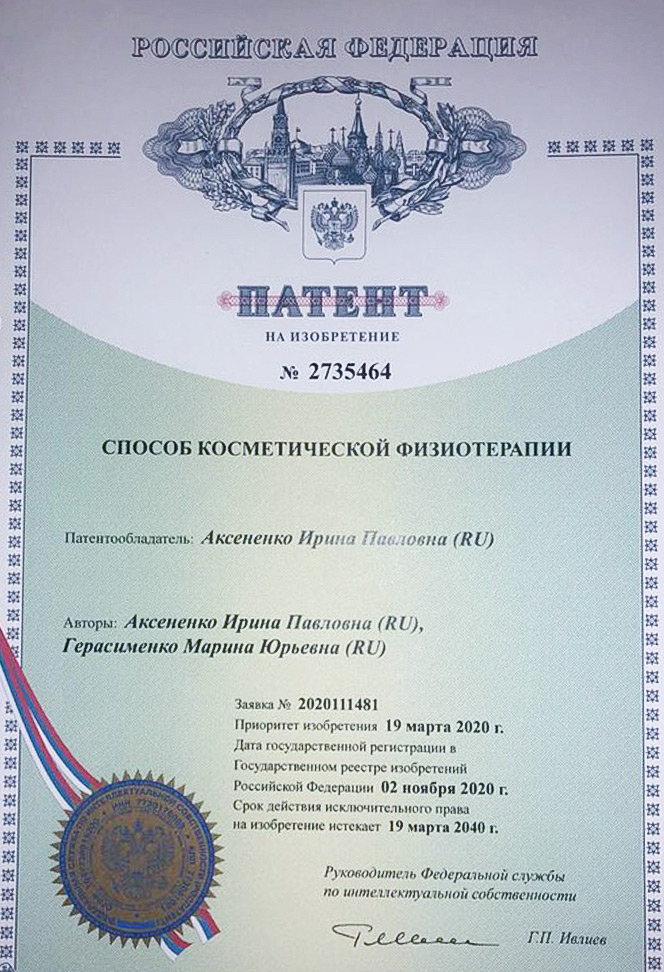 РОССИЙСКАЯ ФЕДЕРАЦИЯ
ПАТЕНТ
НА ИЗОБРЕТЕНИЕ
№ 2735464
СПОСОБ КОСМЕТИЧЕСКОЙ ФИЗИОТЕРАПИИ
Патентообладатель: Аксененко Ирина Павловна (RU)
Авторы: Аксененко Ирина Павловна (RU),
Герасименко Марина Юрьевна (RU)
Заявка № 2020111481
Приоритет изобретения 19 марта 2020 г.
Дата государственной регистрации в
Государственном реестре изобретений
Российской Федерации 02 ноября 2020 г.
Срок действия исключительного права
на изобретение истекает 19 марта 2040 г.
Руководитель Федеральной службы
по интеллектуальной собственности
Г.П. Ивлиев